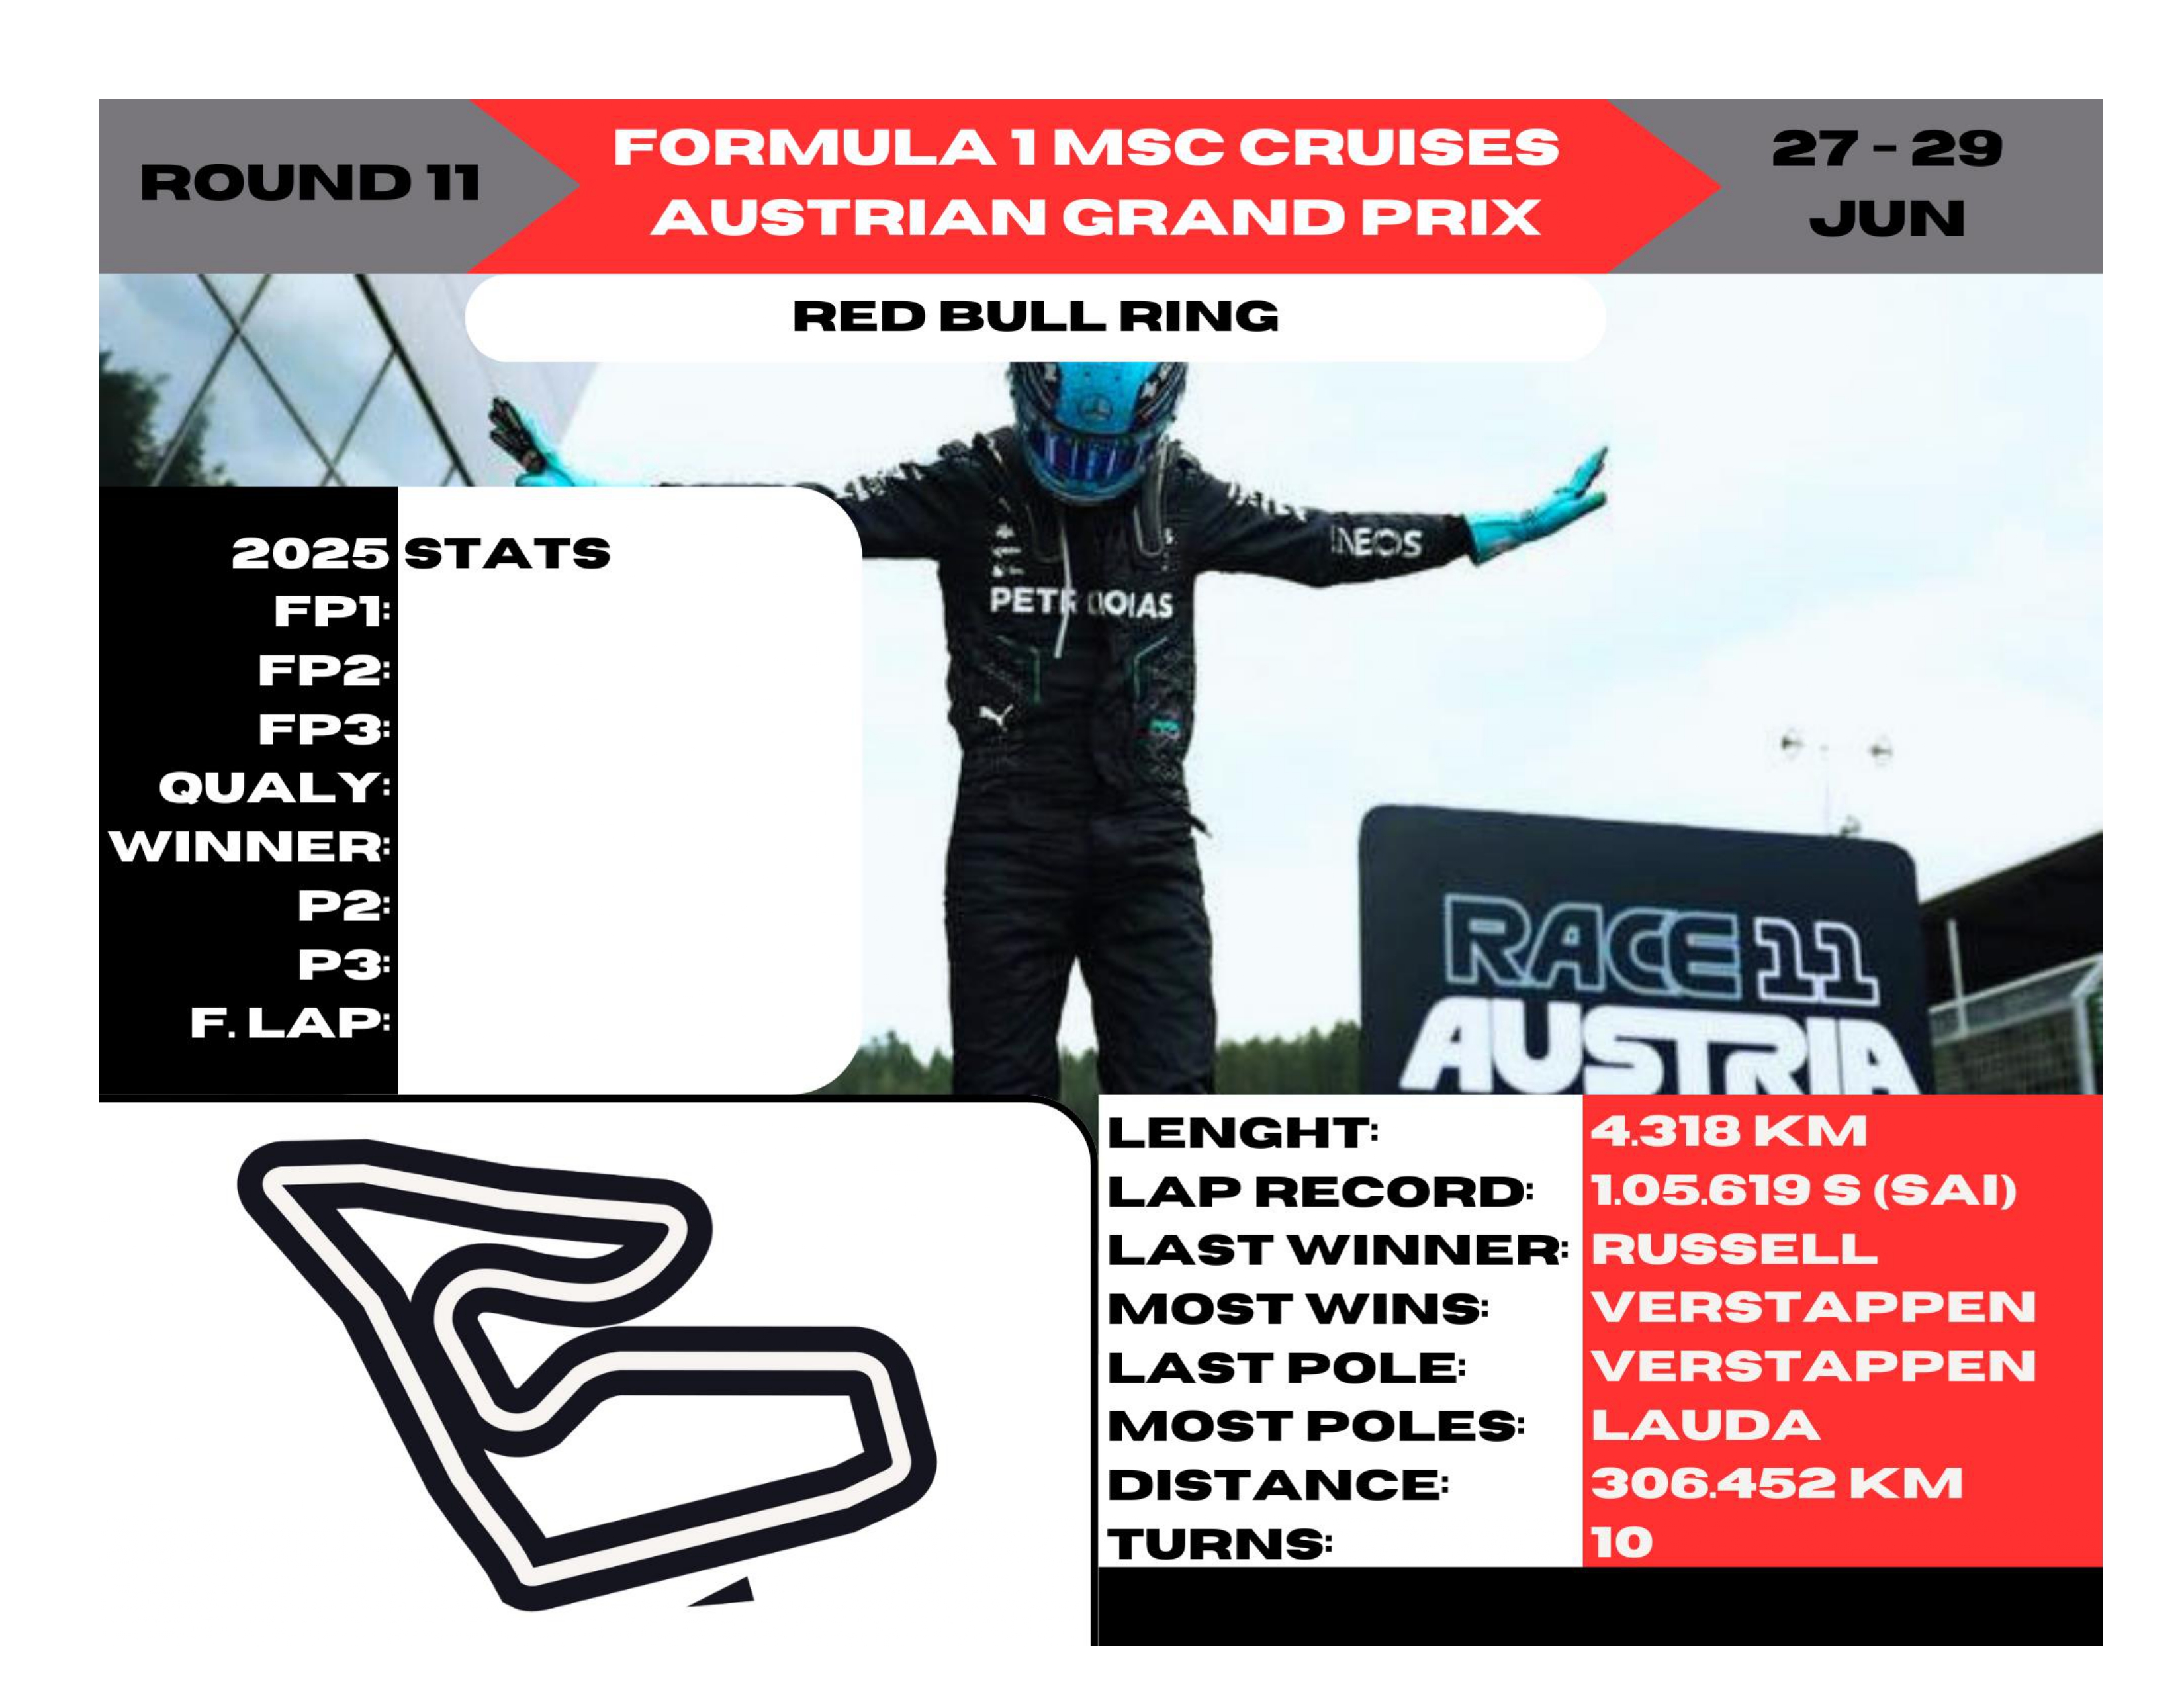 ROUND 11
FORMULA 1 MSC CRUISES
AUSTRIAN GRAND PRIX
27 - 29
JUN
RED BULL RING
INEOS
2025 STATS
FP1:
FP2:
FP3:
QUALY:
WINNER:
P2:
P3:
F. LAP:
RACE 11
AUSTRIA
LENGHT: 4.318 KM
LAP RECORD: 1.05.619 S (SAI)
LAST WINNER: RUSSELL
MOST WINS: VERSTAPPEN
LAST POLE: VERSTAPPEN
MOST POLES: LAUDA
DISTANCE: 306.452 KM
TURNS: 10